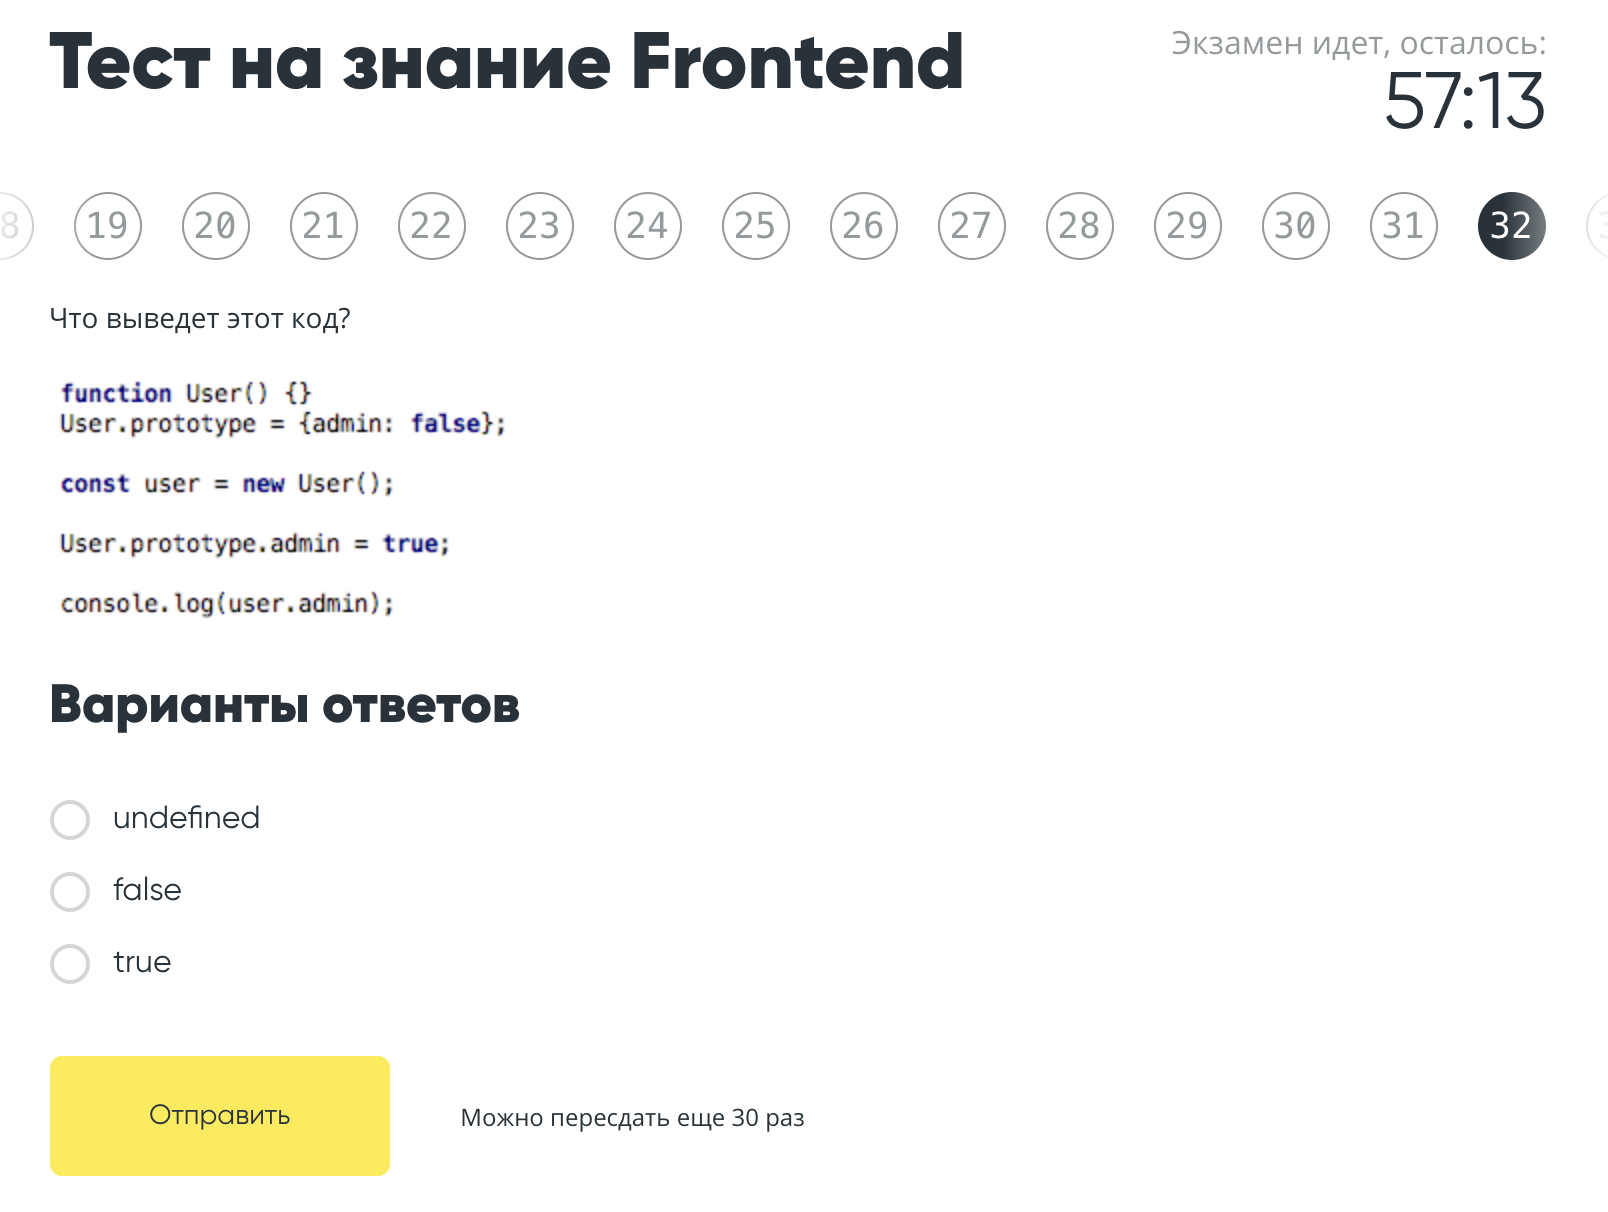 Тест на знание Frontend
Экзамен идет, осталось:
57:13
8 19 20 21 22 23 24 25 26 27 28 29 30 31 32
Что выведет этот код?
function User() {}
User.prototype = {admin: false};
const user = new User();
User.prototype.admin = true;
console.log(user.admin);
Варианты ответов
undefined
false
true
Отправить
Можно пересдать еще 30 раз